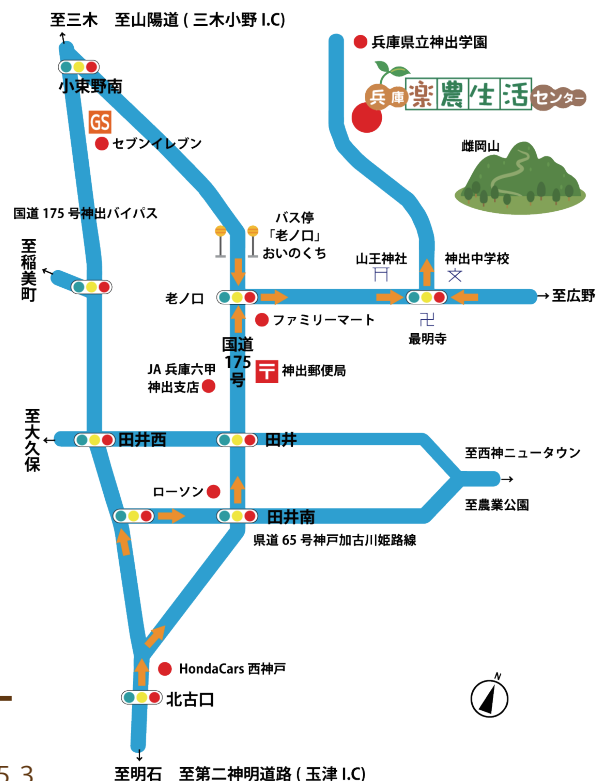 至三木 至山陽道 ( 三木小野 I.C)
兵庫県立神出学園
小束野南
兵庫楽農生活センター
GS
セブンイレブン
雌岡山
国道 175 号神出バイパス
バス停
「老ノ口」
おいのくち
至稲美町
山王神社
神出中学校
老ノ口
至広野
ファミリーマート
最明寺
国道
175
号
JA 兵庫六甲
神出支店
神出郵便局
至大久保
田井西
田井
至西神ニュータウン
ローソン
至農業公園
田井南
県道 65 号神戸加古川姫路線
HondaCars 西神戸
N
北古口
5 3
至明石 至第二神明道路 ( 玉津 I.C)